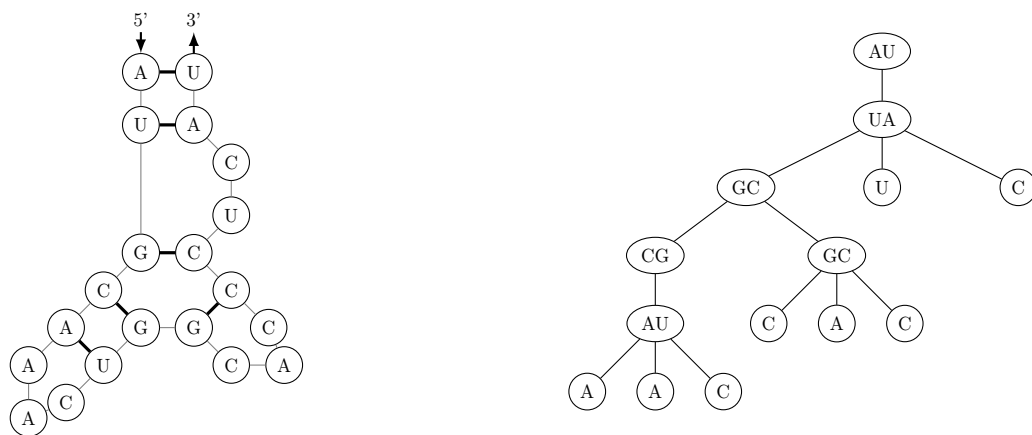 5’ 3’
A U AU
U A UA
C
GC U C
U
G C CG GC
C C
A G G C AU C A C
A U C A
C A A C
A